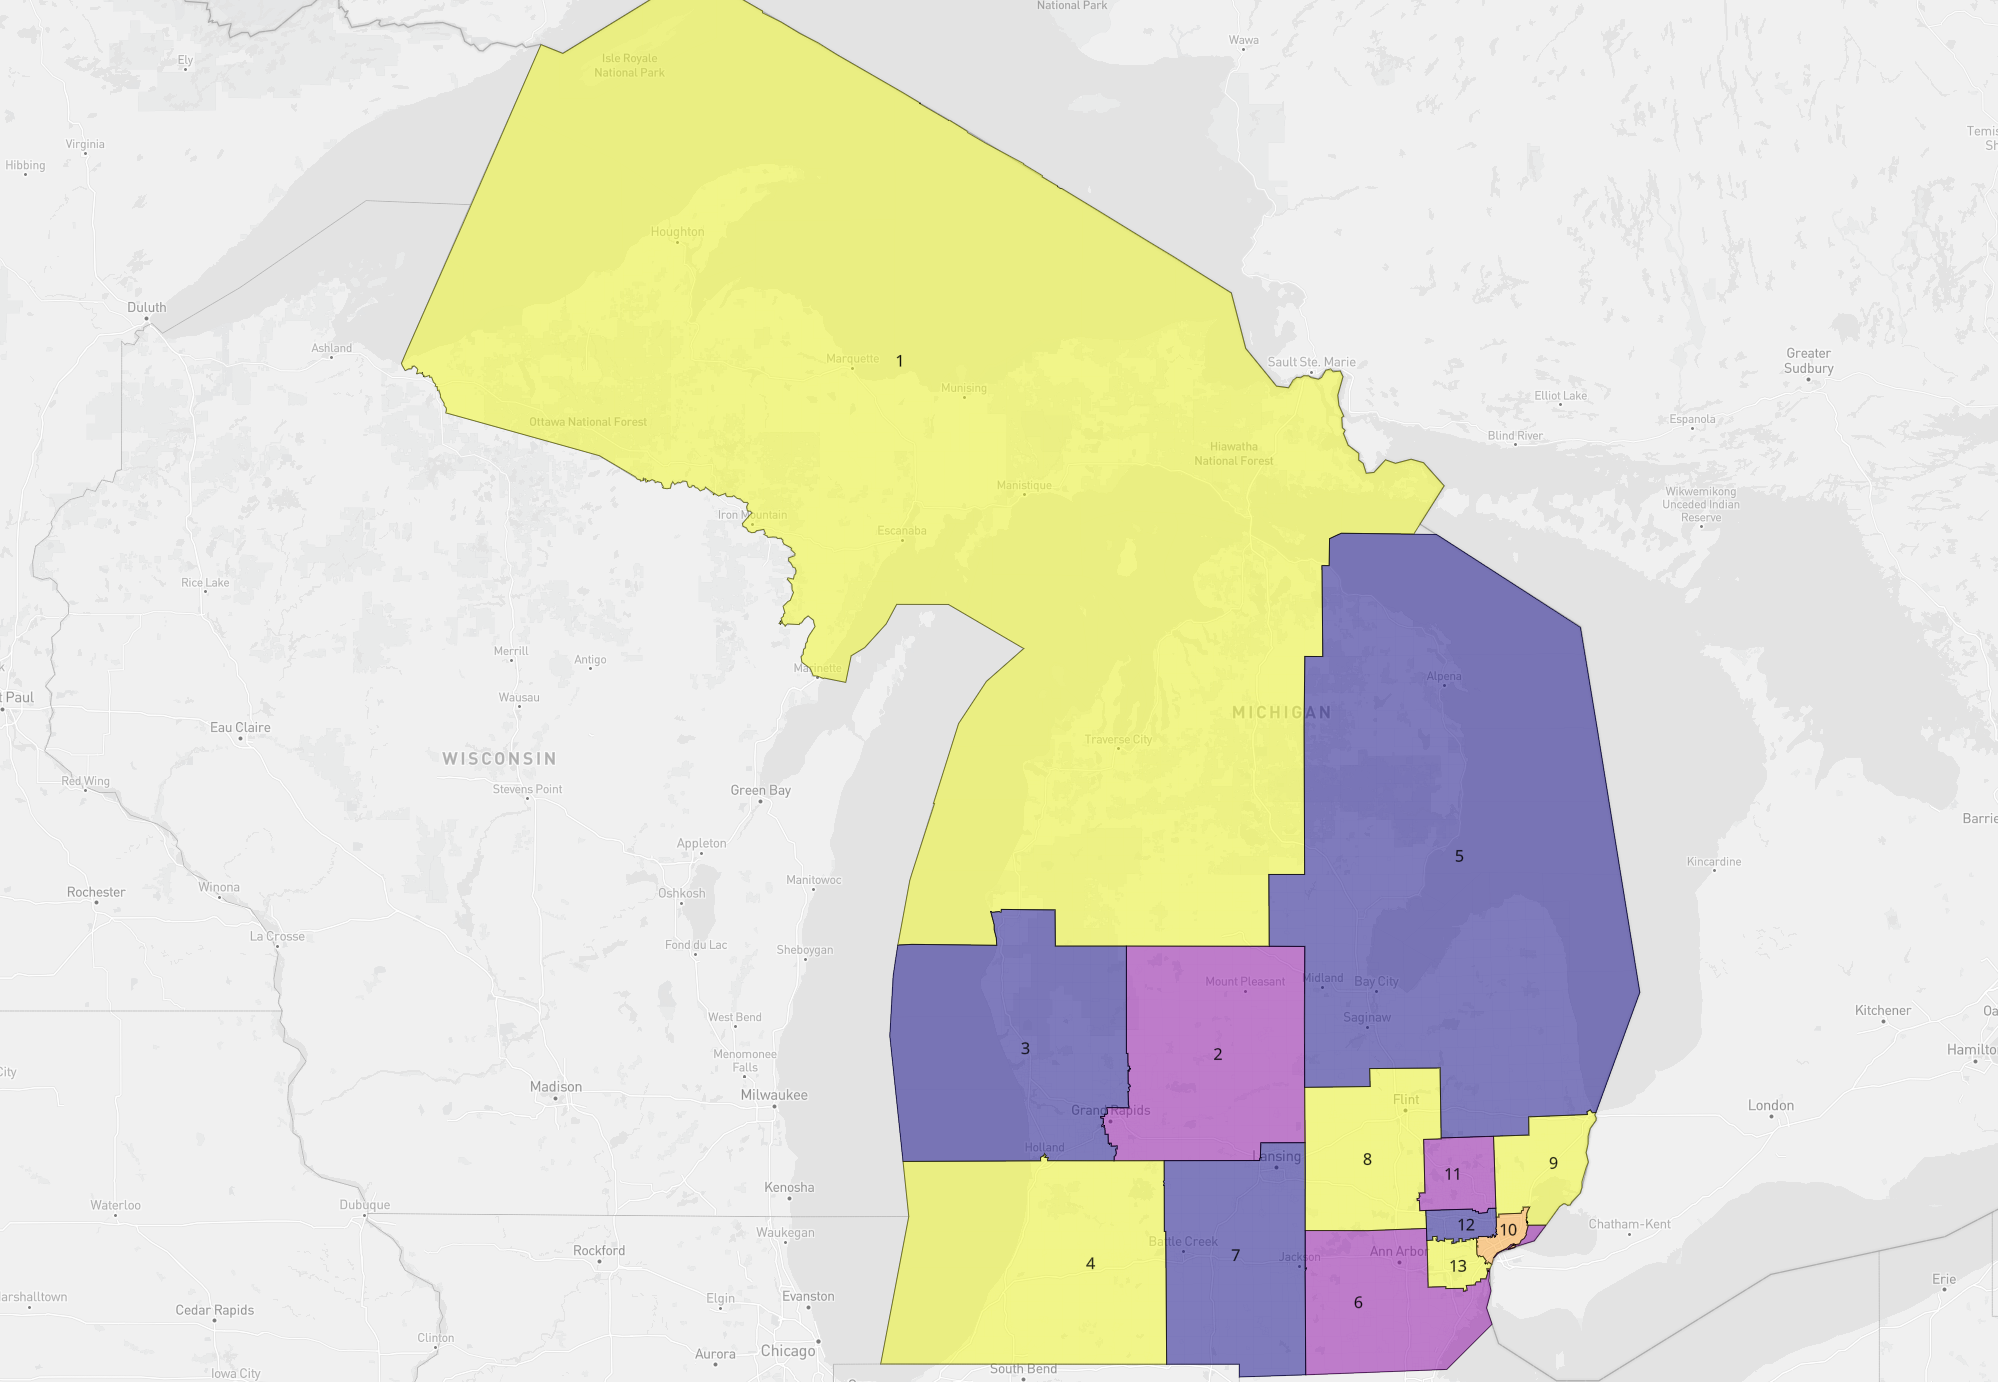 National Park
Wawa
Ely
Isle Royale
National Park
Temis
Sh
Virginia
Hibbing
Houghton
Duluth
Ashland
Marquette
1
Munising
Sault Ste. Marie
Greater
Sudbury
Elliot Lake
Espanola
Blind River
Ottawa National Forest
Hiawatha
National Forest
Manistique
Wikwemikong
Unceded Indian
Reserve
Iron Mountain
Escanaba
Rice Lake
Merrill
Antigo
Marinette
Alpena
t Paul
Wausau
MICHIGAN
Eau Claire
Traverse City
WISCONSIN
Red Wing
Stevens Point
Green Bay
Barrie
Appleton
5
Kincardine
Rochester
Winona
Oshkosh
Manitowoc
La Crosse
Fond du Lac
Sheboygan
Mount Pleasant
Midland
Bay City
Saginaw
Kitchener
Oa
West Bend
3
2
Hamilto
Menomonee
Falls
City
Madison
Milwaukee
Grand Rapids
Flint
London
Holland
Lansing
8
11
9
Kenosha
Waterloo
Dubuque
12
10
Chatham-Kent
Waukegan
Rockford
Battle Creek
7
Jackson
Ann Arbor
4
13
Erie
arshalltown
Cedar Rapids
Elgin
Evanston
6
Clinton
Aurora
Chicago
South Bend
Iowa City